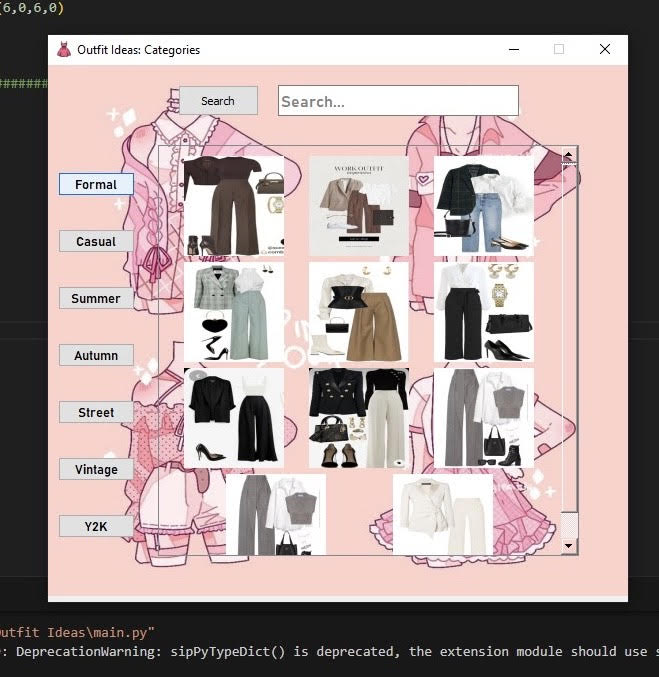 (6,0,6,0)
#########
Outfit Ideas: Categories
Search
Search...
Formal
WORK OUTFIT
Casual
Summer
Autumn
Street
Vintage
Y2K
Outfit Ideas\main.py"
: DeprecationWarning: sipPyTypeDict() is deprecated, the extension module should use s